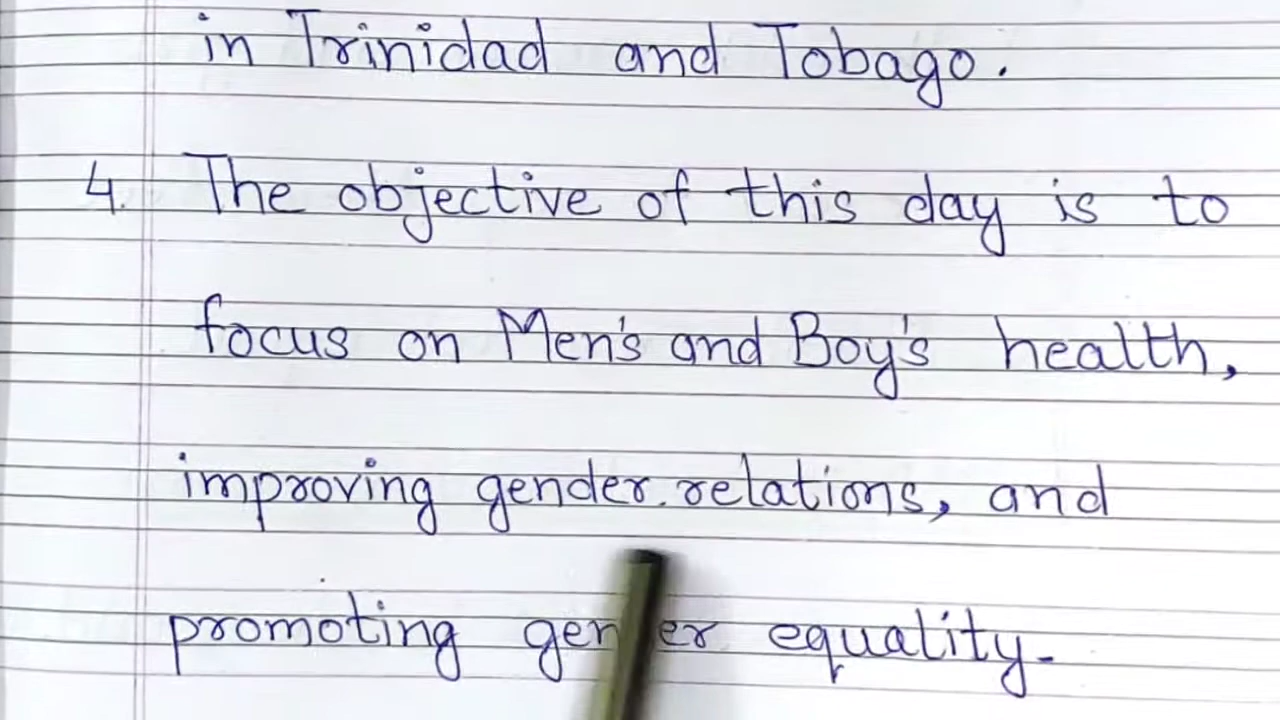 in Trinidad and Tobago.
4. The objective of this day is to
focus on Men's and Boy's health,
improving gender relations, and
promoting gender equality.